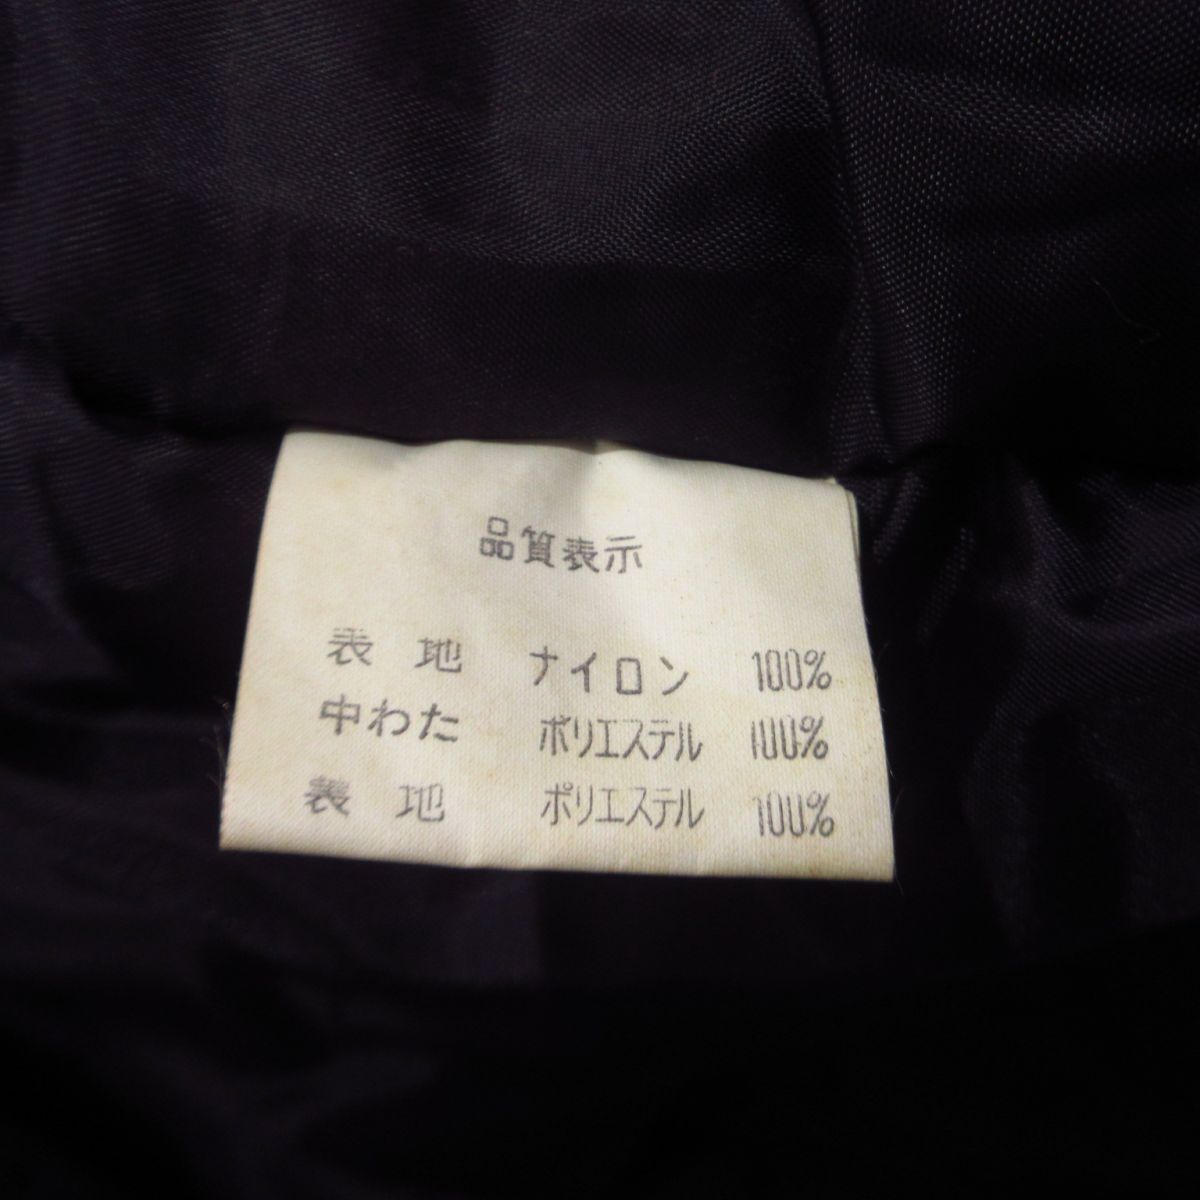 品質表示
表地 ナイロン 100%
中わた ポリエステル 100%
表地 ポリエステル 100%